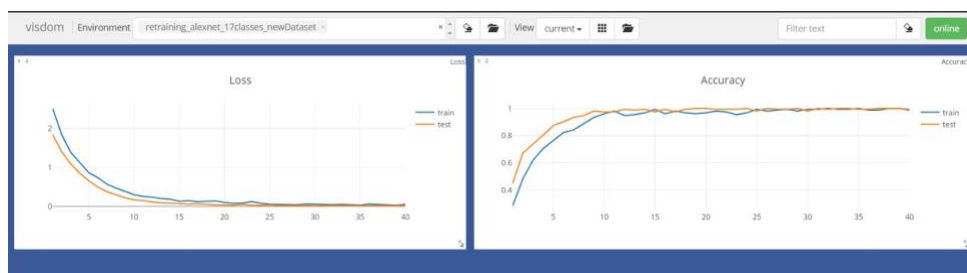 visdom Environment retraining_alexnet_17classes_newDataset View current Filter text online
Loss
Loss
train
test
2
1
0
5 10 15 20 25 30 35 40
Accurac
Accuracy
train
test
1
0.8
0.6
0.4
5 10 15 20 25 30 35 40